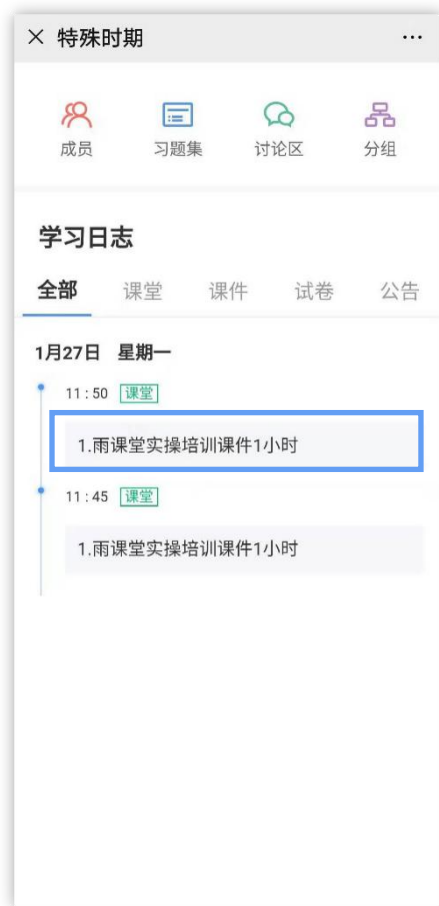 × 特殊时期 ...
成员 习题集 讨论区 分组
学习日志
全部 课堂 课件 试卷 公告
1月27日 星期一
11:50 课堂
1.雨课堂实操培训课件1小时
11:45 课堂
1.雨课堂实操培训课件1小时